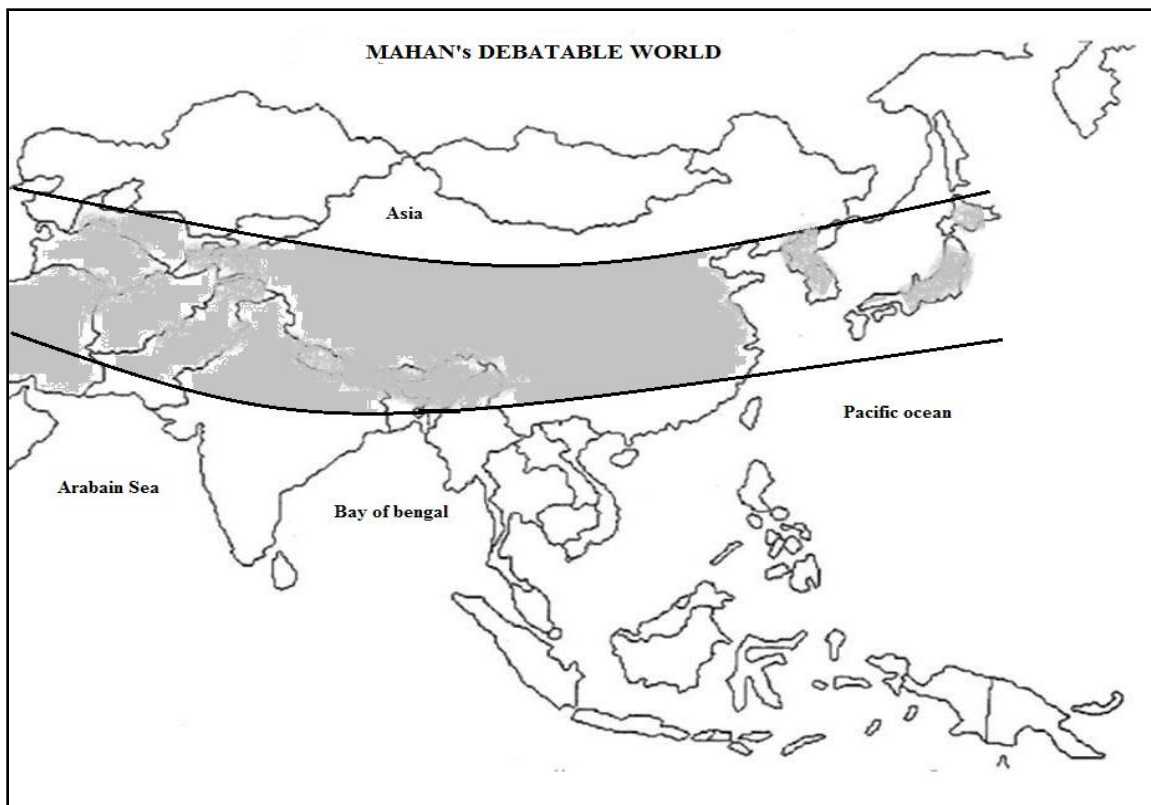 MAHAN's DEBATABLE WORLD
Asia
Pacific ocean
Arabain Sea
Bay of bengal